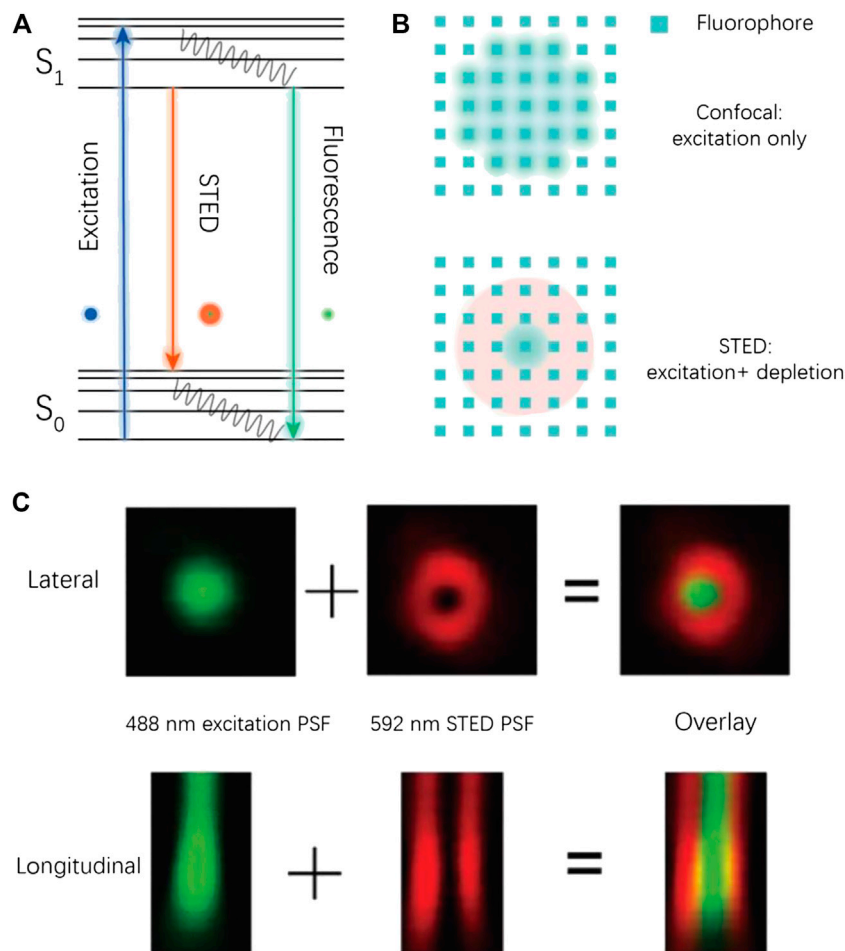 A
S1
S0
Excitation
STED
Fluorescence
B
Fluorophore
Confocal:
excitation only
STED:
excitation+ depletion
C
Lateral
488 nm excitation PSF
592 nm STED PSF
Overlay
Longitudinal